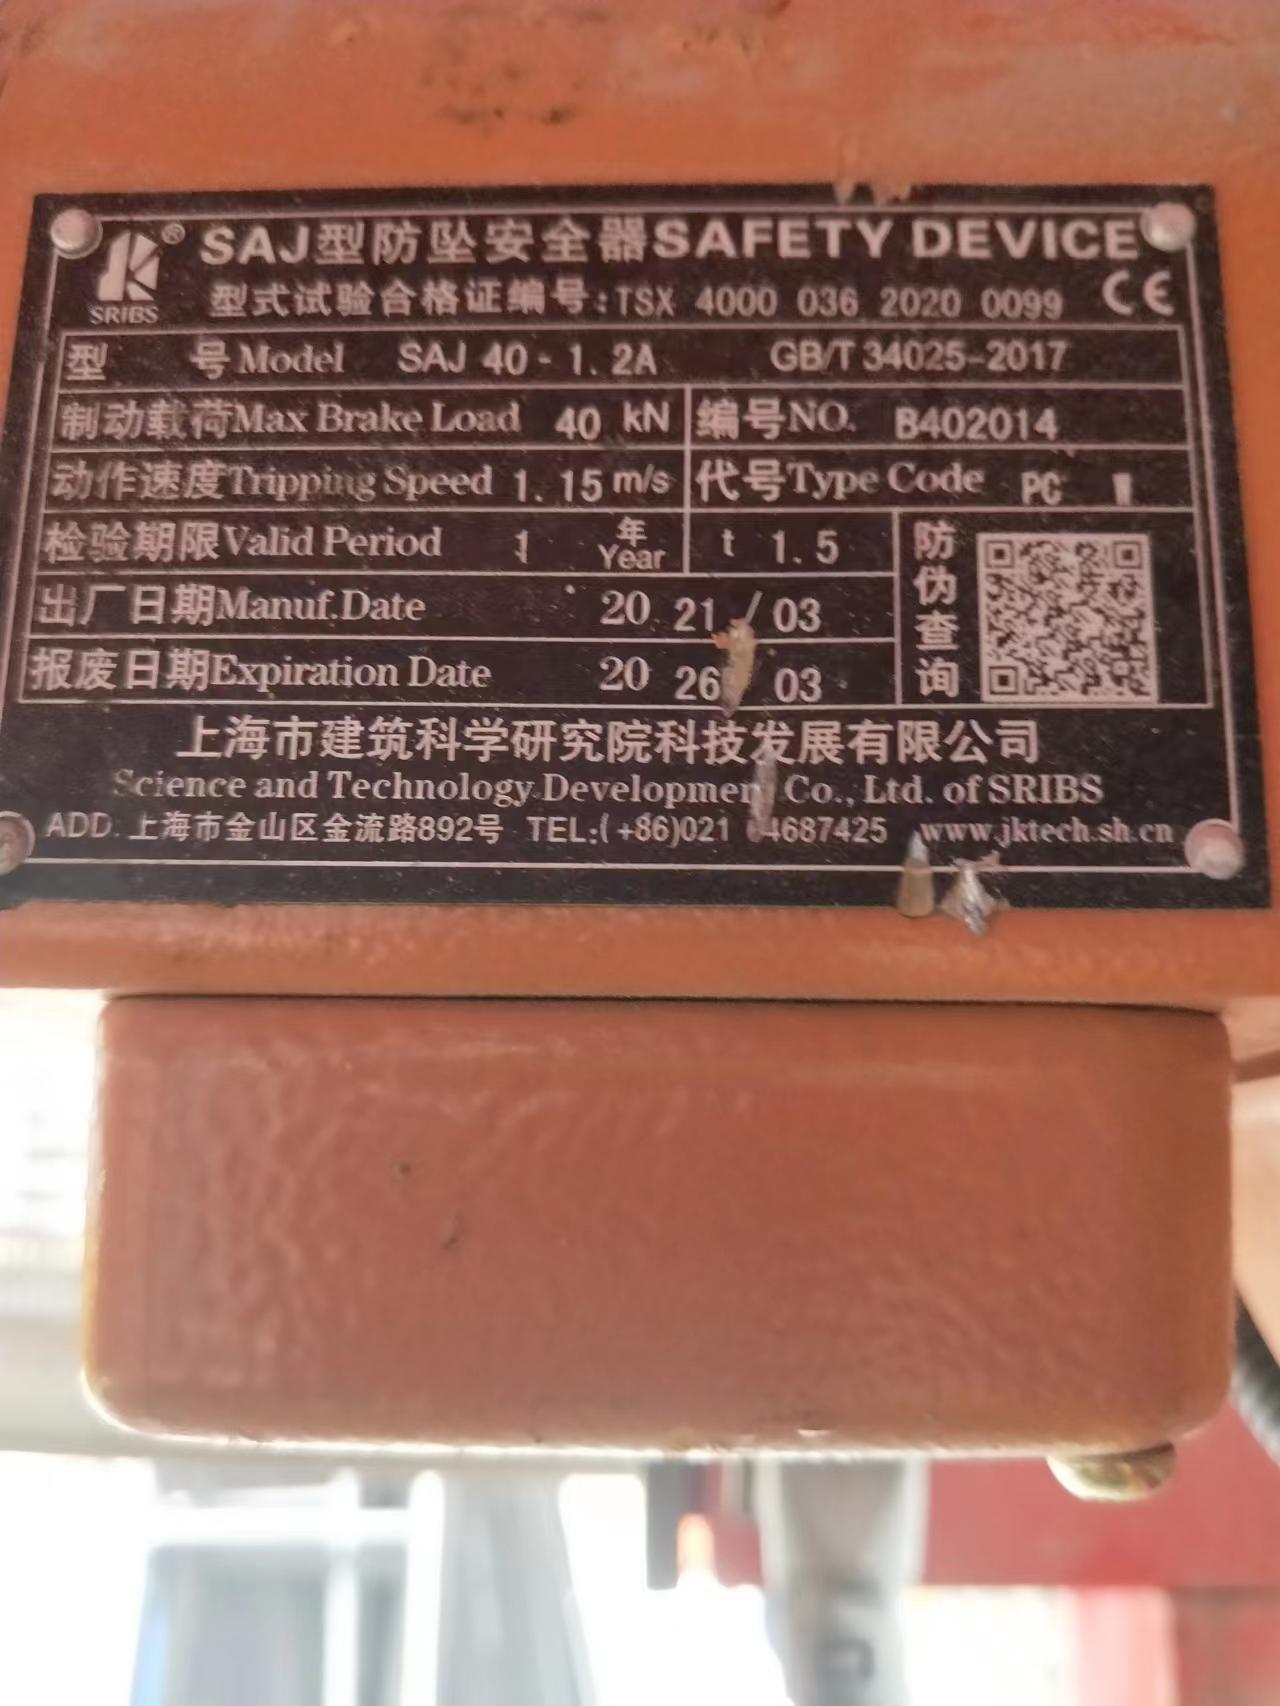 SAJ型防坠安全器SAFETY DEVICE
SRIBS ®
型式试验合格证编号:TSX 4000 036 2020 0099 CE
型 号Model SAJ 40-1.2A GB/T 34025-2017
制动载荷Max Brake Load 40 kN 编号NO. B402014
动作速度Tripping Speed 1.15 m/s 代号Type Code PC
检验期限Valid Period 1 年 Year t 1.5
出厂日期Manuf.Date 20 21 / 03
报废日期Expiration Date 20 26 03
防伪查询
上海市建筑科学研究院科技发展有限公司
Science and Technology Development Co., Ltd. of SRIBS
ADD. 上海市金山区金流路892号 TEL:(+86)021 4687425 www.jktech.sh.cn